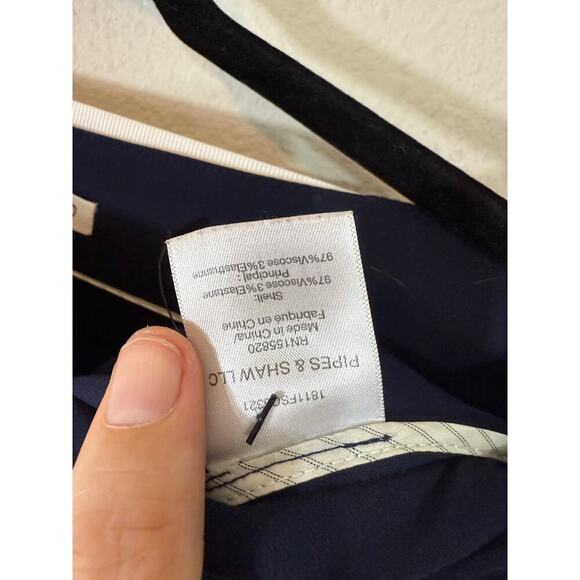 PIPES & SHAW LLC
RN155820
Made in China/
Fabriqué en Chine
Shell:
97%Viscose 3%Elastane
Principal :
97%Viscose 3%Elasthanne